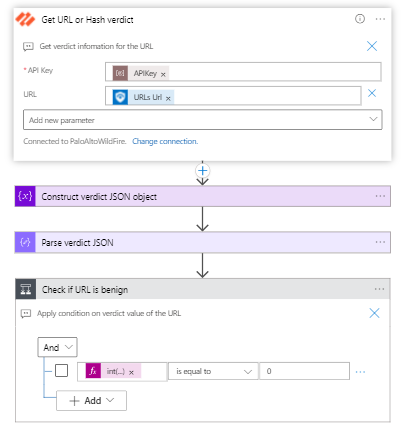 Get URL or Hash verdict
Get verdict infomation for the URL
* API Key
APIKey ×
URL
URLs Url ×
Add new parameter
Connected to PaloAltoWildFire. Change connection.
{x} Construct verdict JSON object
Parse verdict JSON
Check if URL is benign
Apply condition on verdict value of the URL
And
fx int(...) ×
is equal to
0
+ Add